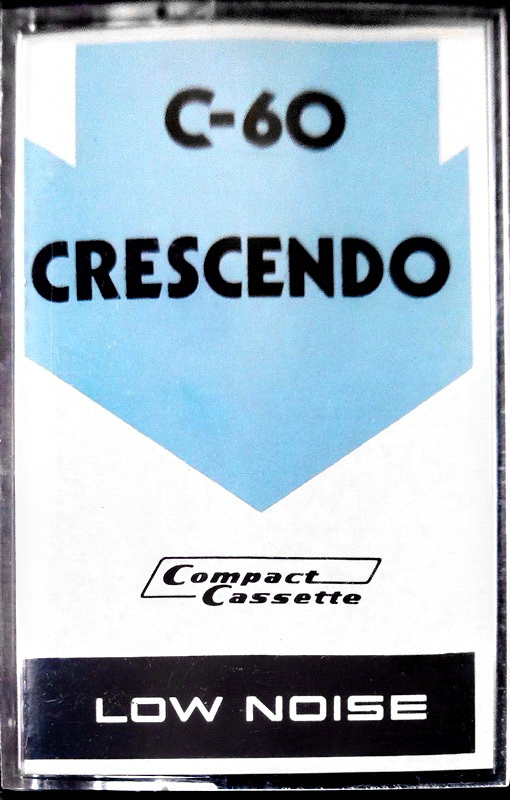 C-60
CRESCENDO
Compact
Cassette
LOW NOISE